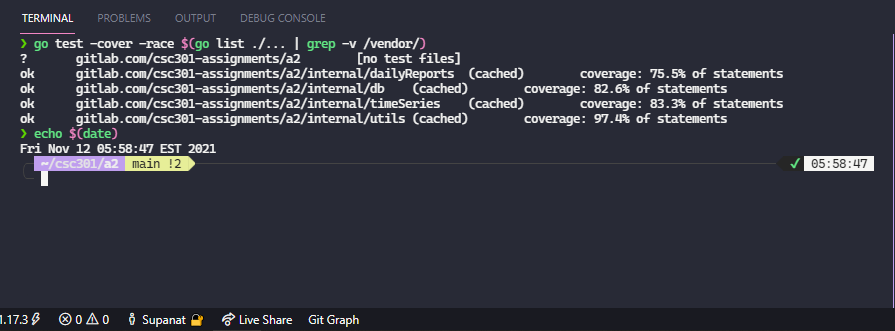 TERMINAL PROBLEMS OUTPUT DEBUG CONSOLE
❯ go test -cover -race $(go list ./... | grep -v /vendor/)
? gitlab.com/csc301-assignments/a2 [no test files]
ok gitlab.com/csc301-assignments/a2/internal/dailyReports (cached) coverage: 75.5% of statements
ok gitlab.com/csc301-assignments/a2/internal/db (cached) coverage: 82.6% of statements
ok gitlab.com/csc301-assignments/a2/internal/timeSeries (cached) coverage: 83.3% of statements
ok gitlab.com/csc301-assignments/a2/internal/utils (cached) coverage: 97.4% of statements
❯ echo $(date)
Fri Nov 12 05:58:47 EST 2021
~/csc301/a2 main !2 ✔ 05:58:47
1.17.3 0 0 Supanat Live Share Git Graph